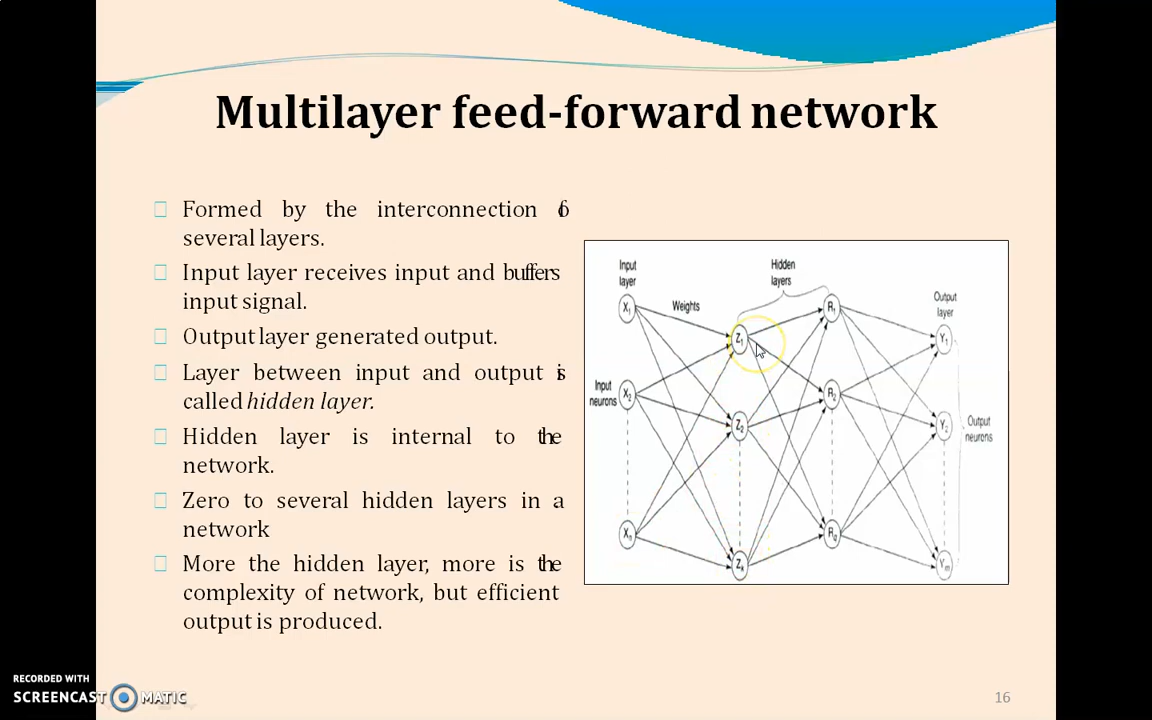 Multilayer feed-forward network
Formed by the interconnection of
several layers.
Input layer receives input and buffers
input signal.
Output layer generated output.
Layer between input and output is
called hidden layer.
Hidden layer is internal to the
network.
Zero to several hidden layers in a
network
More the hidden layer, more is the
complexity of network, but efficient
output is produced.
Input
layer
Hidden
layers
Output
layer
Weights
Input
neurons
Output
neurons
X1
X2
Xn
Z1
Z2
Zk
R1
R2
Rq
Y1
Y2
Ym
RECORDED WITH
SCREENCAST MATIC
16